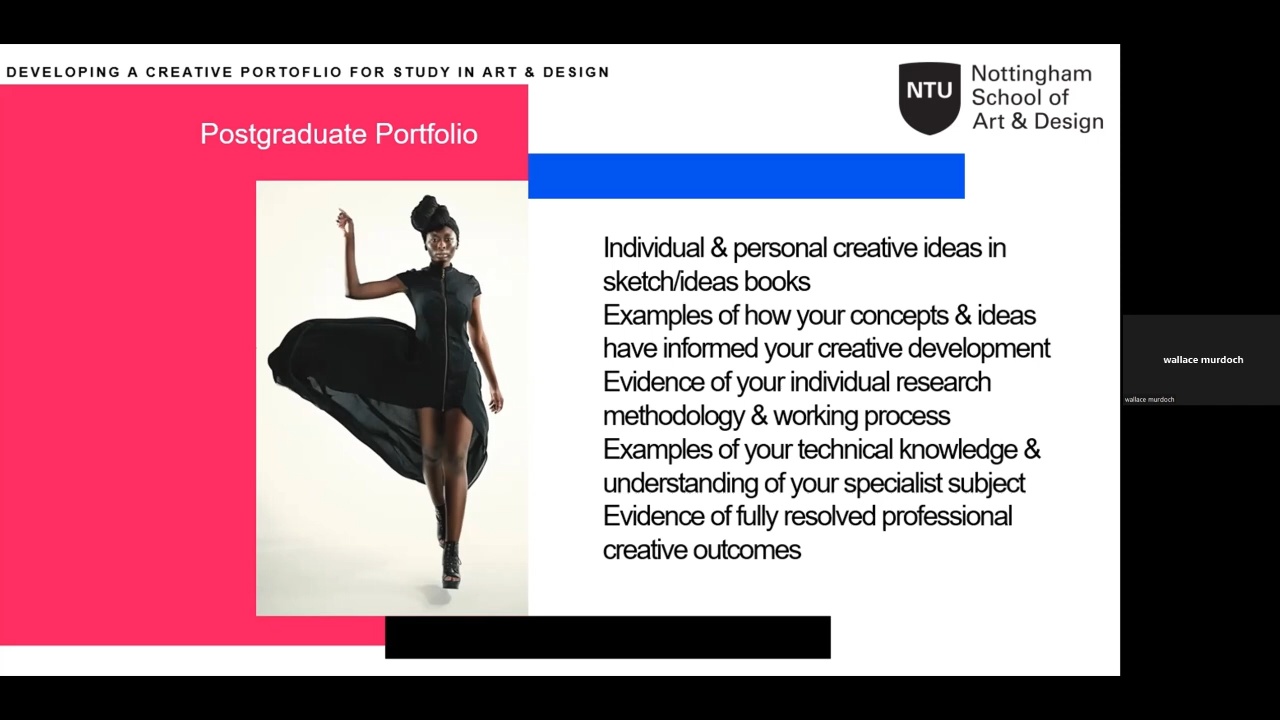 DEVELOPING A CREATIVE PORTOFLIO FOR STUDY IN ART & DESIGN
NTU
Nottingham
School of
Art & Design
Postgraduate Portfolio
Individual & personal creative ideas in
sketch/ideas books
Examples of how your concepts & ideas
have informed your creative development
Evidence of your individual research
methodology & working process
Examples of your technical knowledge &
understanding of your specialist subject
Evidence of fully resolved professional
creative outcomes
wallace murdoch
wallace murdoch